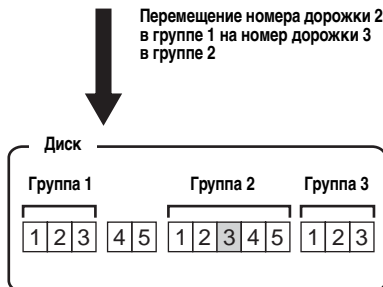 Перемещение номера дорожки 2
в группе 1 на номер дорожки 3
в группе 2
Диск
Группа 1 Группа 2 Группа 3
1 2 3 4 5 1 2 3 4 5 1 2 3